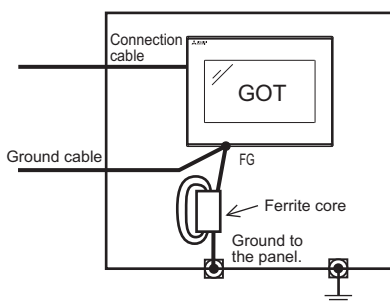 Connection
cable
GOT
Ground cable
FG
Ferrite core
Ground to
the panel.